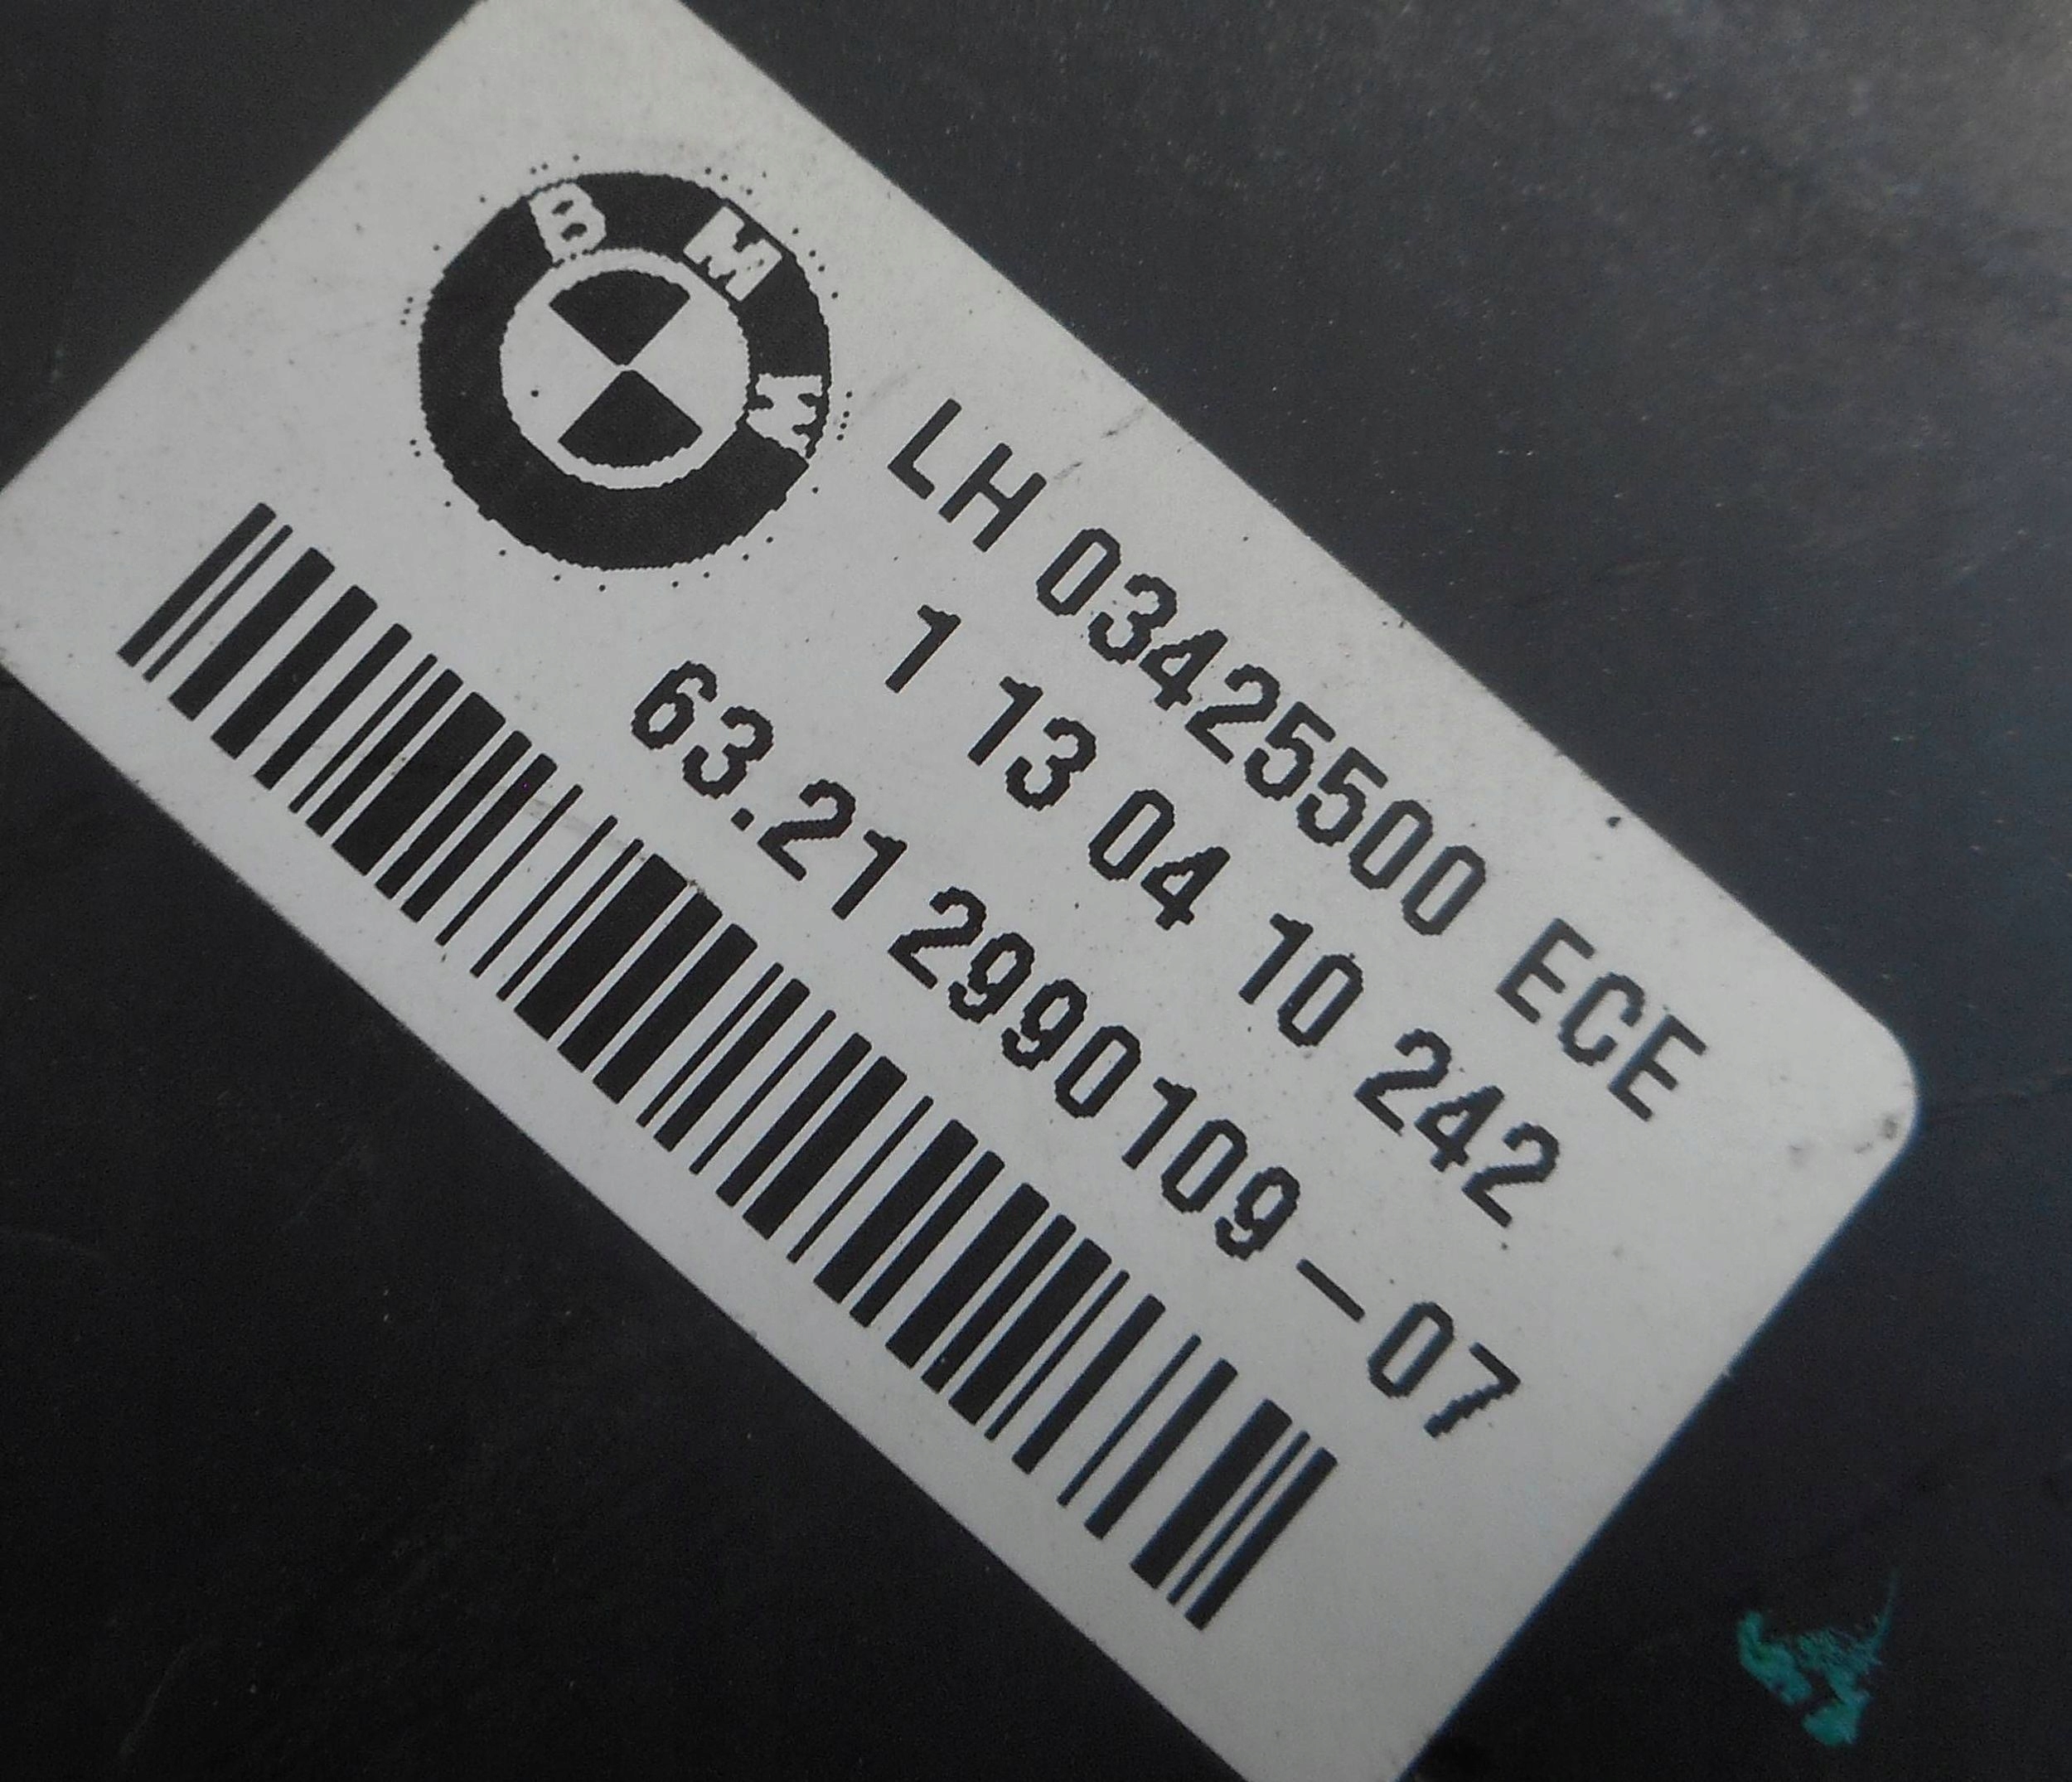 BMW
LH 03425500 ECE
1 13 04 10 242
63.21 2990109-07